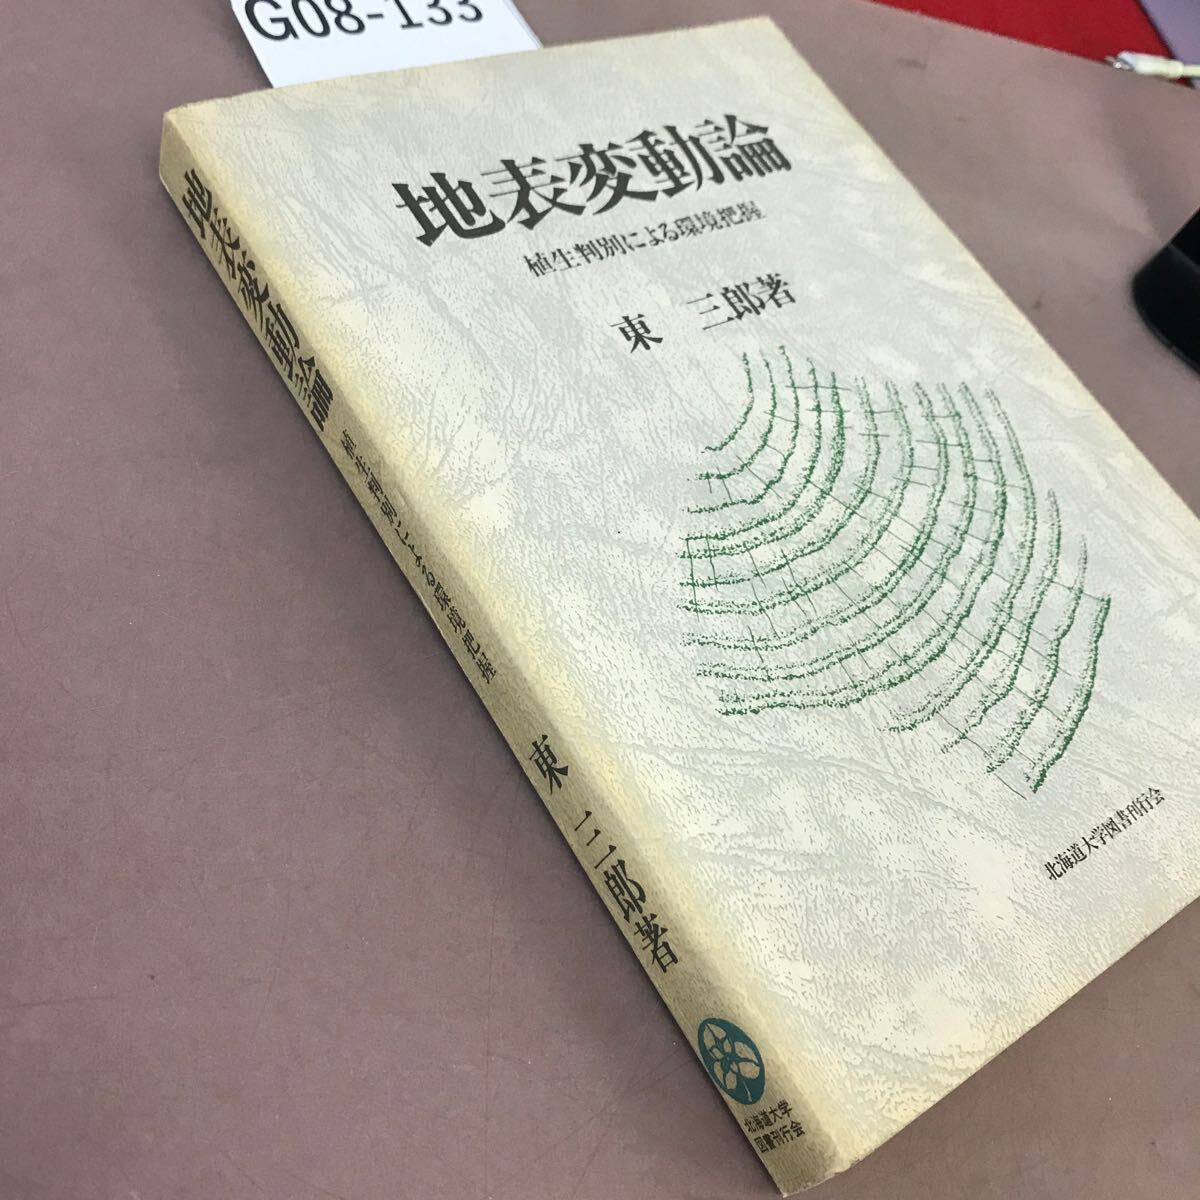 G08-133
地表変動論
植生判別による環境把握
東 三郎著
北海道大学図書刊行会
地表変動論
植生判別による環境把握
東 三郎著
北海道大学
図書刊行会